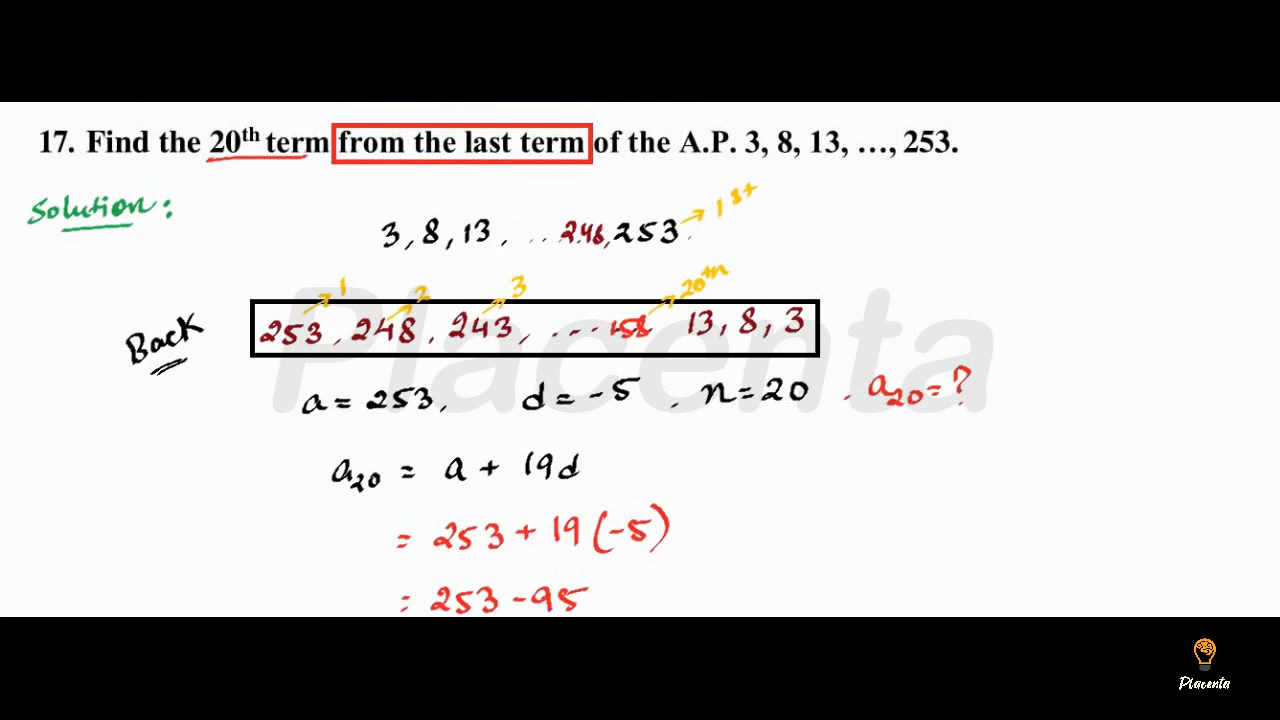 17. Find the 20th term from the last term of the A.P. 3, 8, 13, …, 253.
Solution:
3, 8, 13, ... 248, 253. → 1st
→ 1 → 2 → 3 → 20th
Back 253, 248, 243, .... 158 13, 8, 3
Placenta
a = 253, d = -5 , n = 20 , a20 = ?
a20 = a + 19d
= 253 + 19 (-5)
= 253 - 95
Placenta